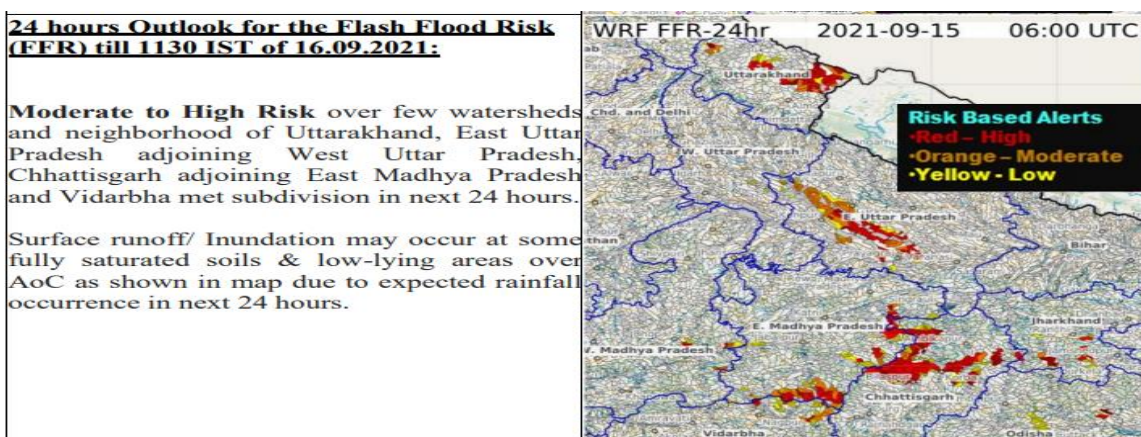 24 hours Outlook for the Flash Flood Risk
(FFR) till 1130 IST of 16.09.2021:
Moderate to High Risk over few watersheds
and neighborhood of Uttarakhand, East Uttar
Pradesh adjoining West Uttar Pradesh,
Chhattisgarh adjoining East Madhya Pradesh
and Vidarbha met subdivision in next 24 hours.
Surface runoff/ Inundation may occur at some
fully saturated soils & low-lying areas over
AoC as shown in map due to expected rainfall
occurrence in next 24 hours.
WRF FFR-24hr 2021-09-15 06:00 UTC
Uttarakhand
Chd. and Delhi
Risk Based Alerts
•Red – High
•Orange – Moderate
•Yellow - Low
W. Uttar Pradesh
E. Uttar Pradesh
than
Bihar
E. Madhya Pradesh
Jharkhand
W. Madhya Pradesh
Chhattisgarh
Vidarbha
Odisha